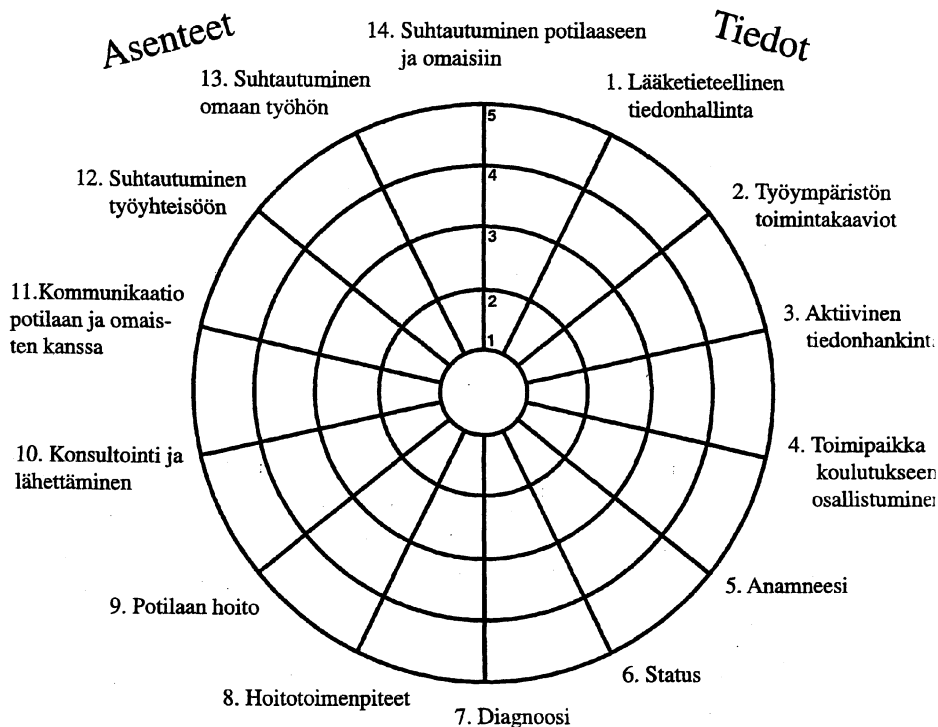 Asenteet
Tiedot
14. Suhtautuminen potilaaseen
ja omaisiin
1. Lääketieteellinen
tiedonhallinta
2. Työympäristön
toimintakaaviot
3. Aktiivinen
tiedonhankint
4. Toimipaikka
koulutukseen
osallistumine
5. Anamneesi
6. Status
7. Diagnoosi
8. Hoitotoimenpiteet
9. Potilaan hoito
10. Konsultointi ja
lähettäminen
11.Kommunikaatio
potilaan ja omais-
ten kanssa
12. Suhtautuminen
työyhteisöön
13. Suhtautuminen
omaan työhön
5
4
3
2
1